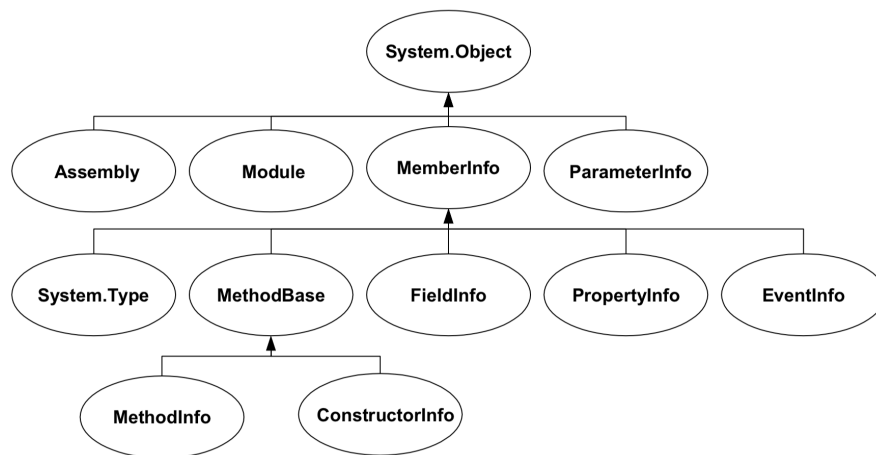 System.Object
Assembly
Module
MemberInfo
ParameterInfo
System.Type
MethodBase
FieldInfo
PropertyInfo
EventInfo
MethodInfo
ConstructorInfo